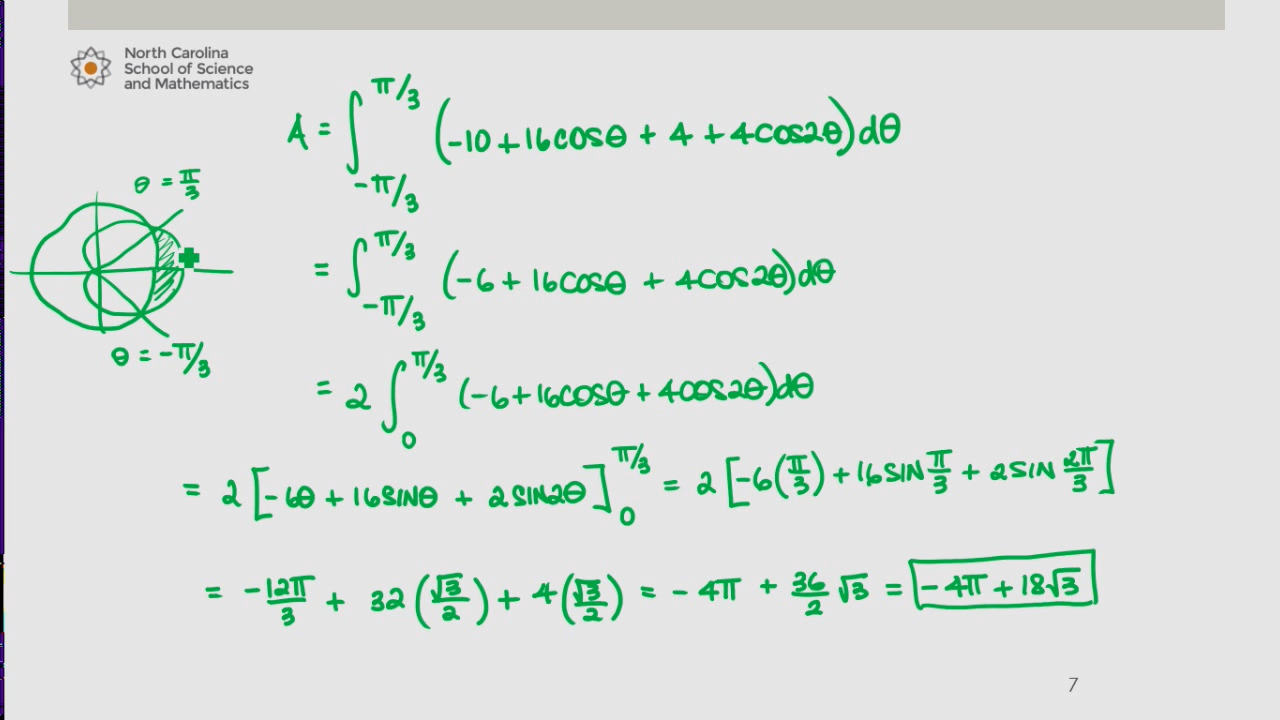 North Carolina
School of Science
and Mathematics
A = ∫_{-π/3}^{π/3} (-10 + 16cosθ + 4 + 4cos2θ)dθ
θ = π/3
= ∫_{-π/3}^{π/3} (-6 + 16cosθ + 4cos2θ)dθ
θ = -π/3
= 2 ∫_0^{π/3} (-6 + 16cosθ + 4cos2θ)dθ
= 2 [-6θ + 16sinθ + 2sin2θ]_0^{π/3} = 2 [-6(π/3) + 16sin π/3 + 2sin 2π/3]
= -12π/3 + 32(√3/2) + 4(√3/2) = -4π + 36/2 √3 = -4π + 18√3
7